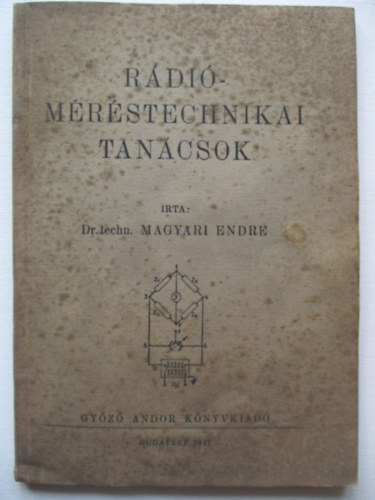 RÁDIÓ-
MÉRÉSTECHNIKAI
TANÁCSOK
IRTA:
Dr. techn. MAGYARI ENDRE
GYŐZŐ ANDOR KÖNYVKIADÓ
BUDAPEST